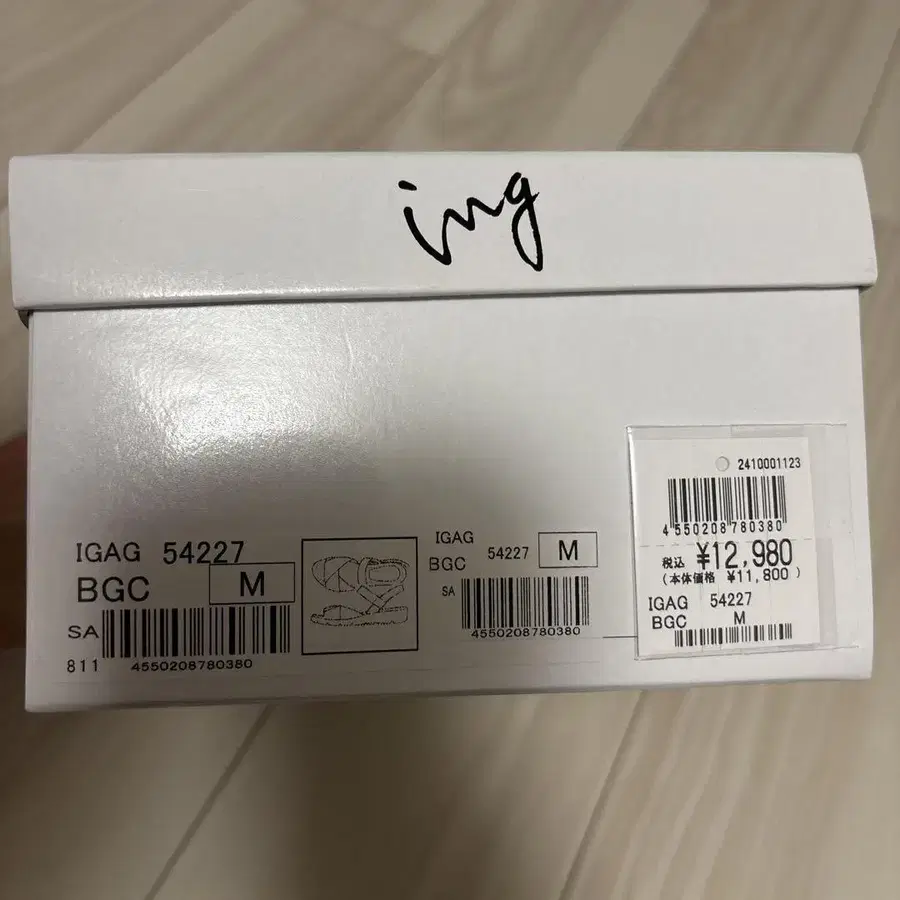 ing
IGAG 54227
BGC M
SA
811 4550208780380
IGAG
BGC 54227 M
SA
4550208780380
2410001123
4550208780380
税込 ¥12,980
(本体価格 ¥11,800)
IGAG 54227
BGC M